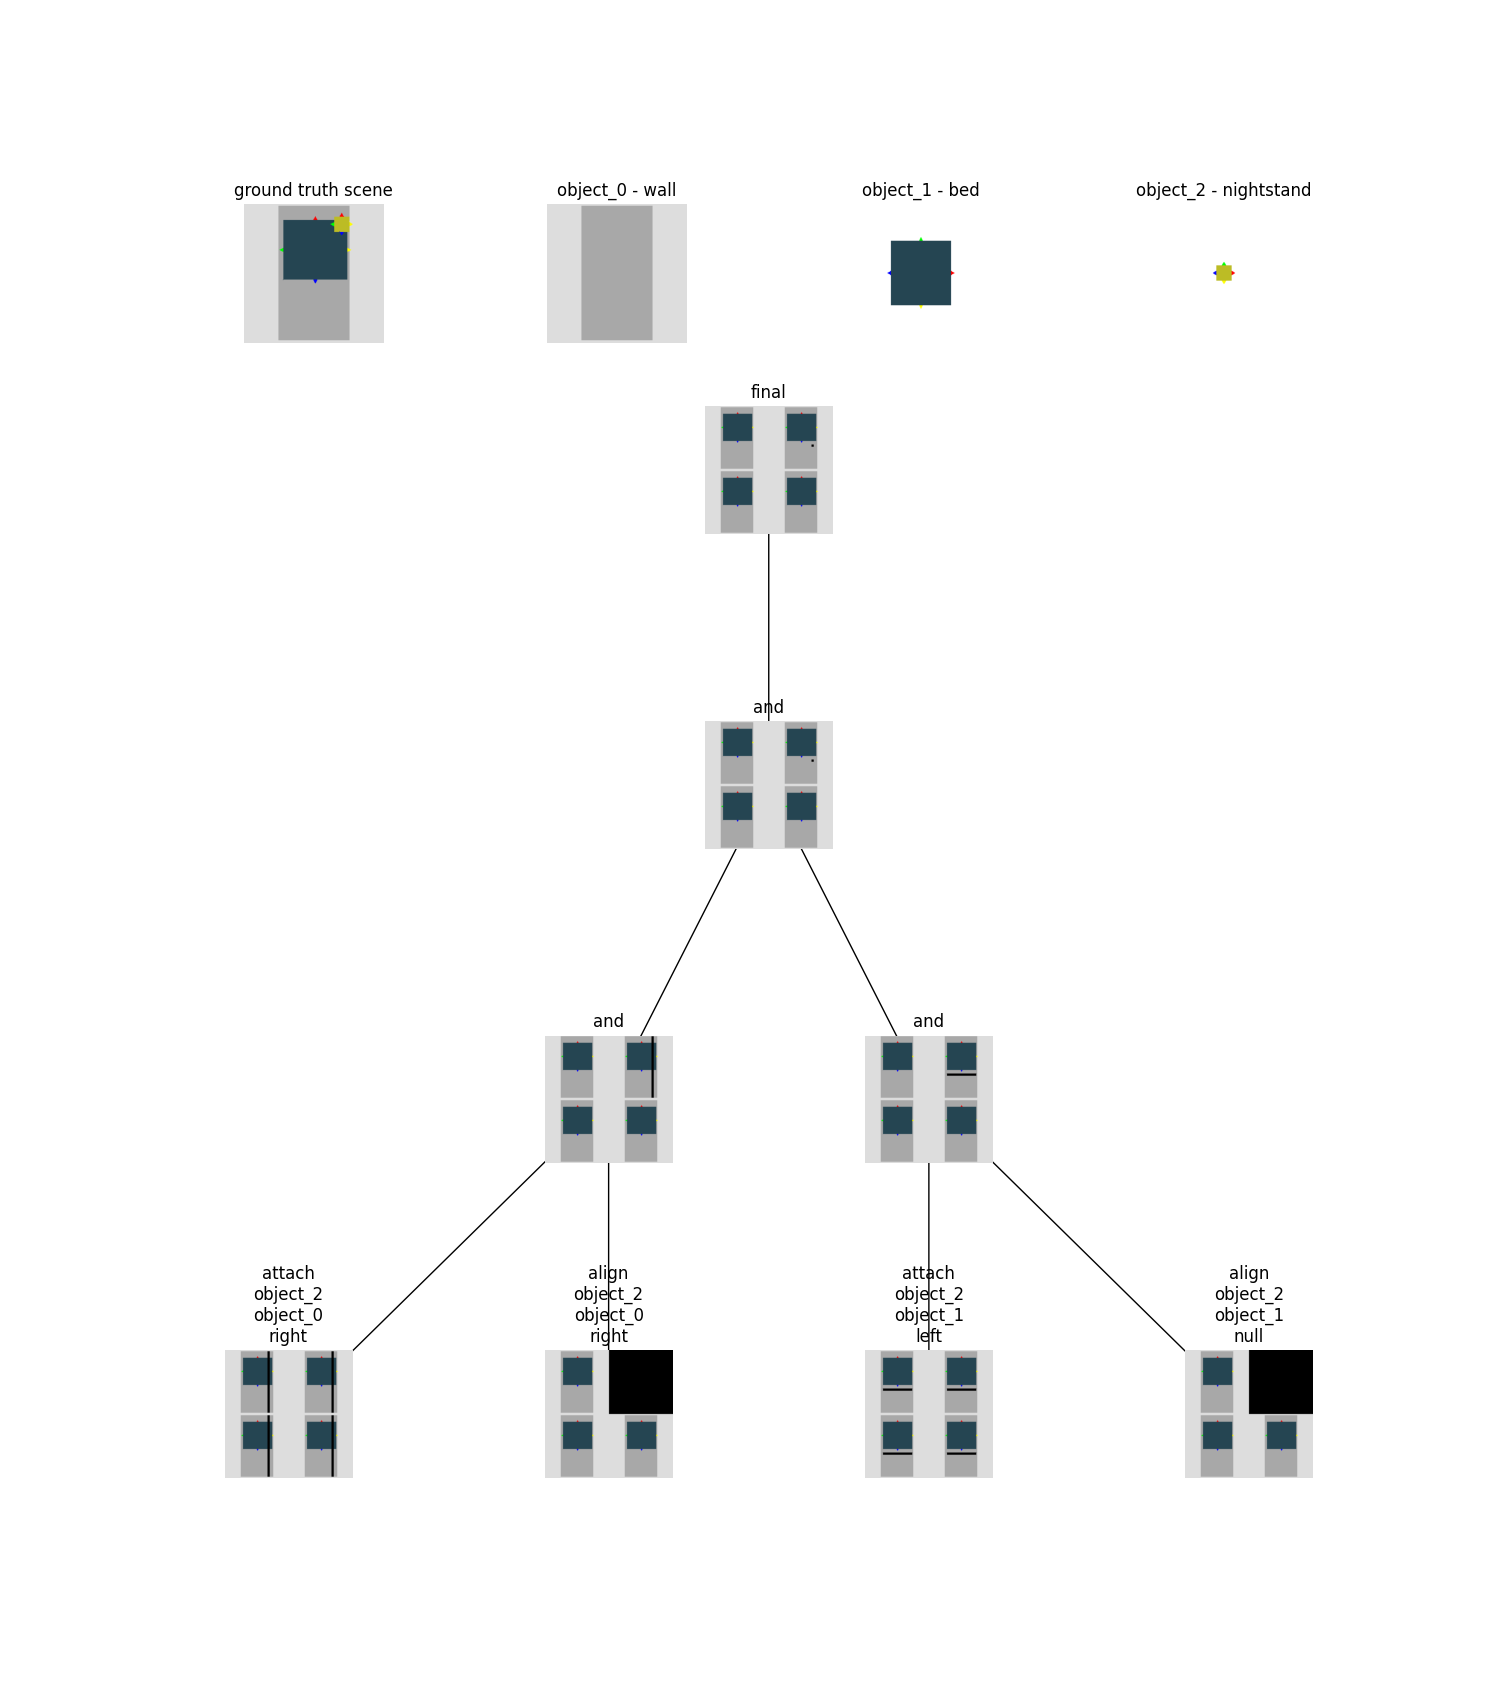 ground truth scene
object_0 - wall
object_1 - bed
object_2 - nightstand
final
and
and
and
attach
object_2
object_0
right
align
object_2
object_0
right
attach
object_2
object_1
left
align
object_2
object_1
null